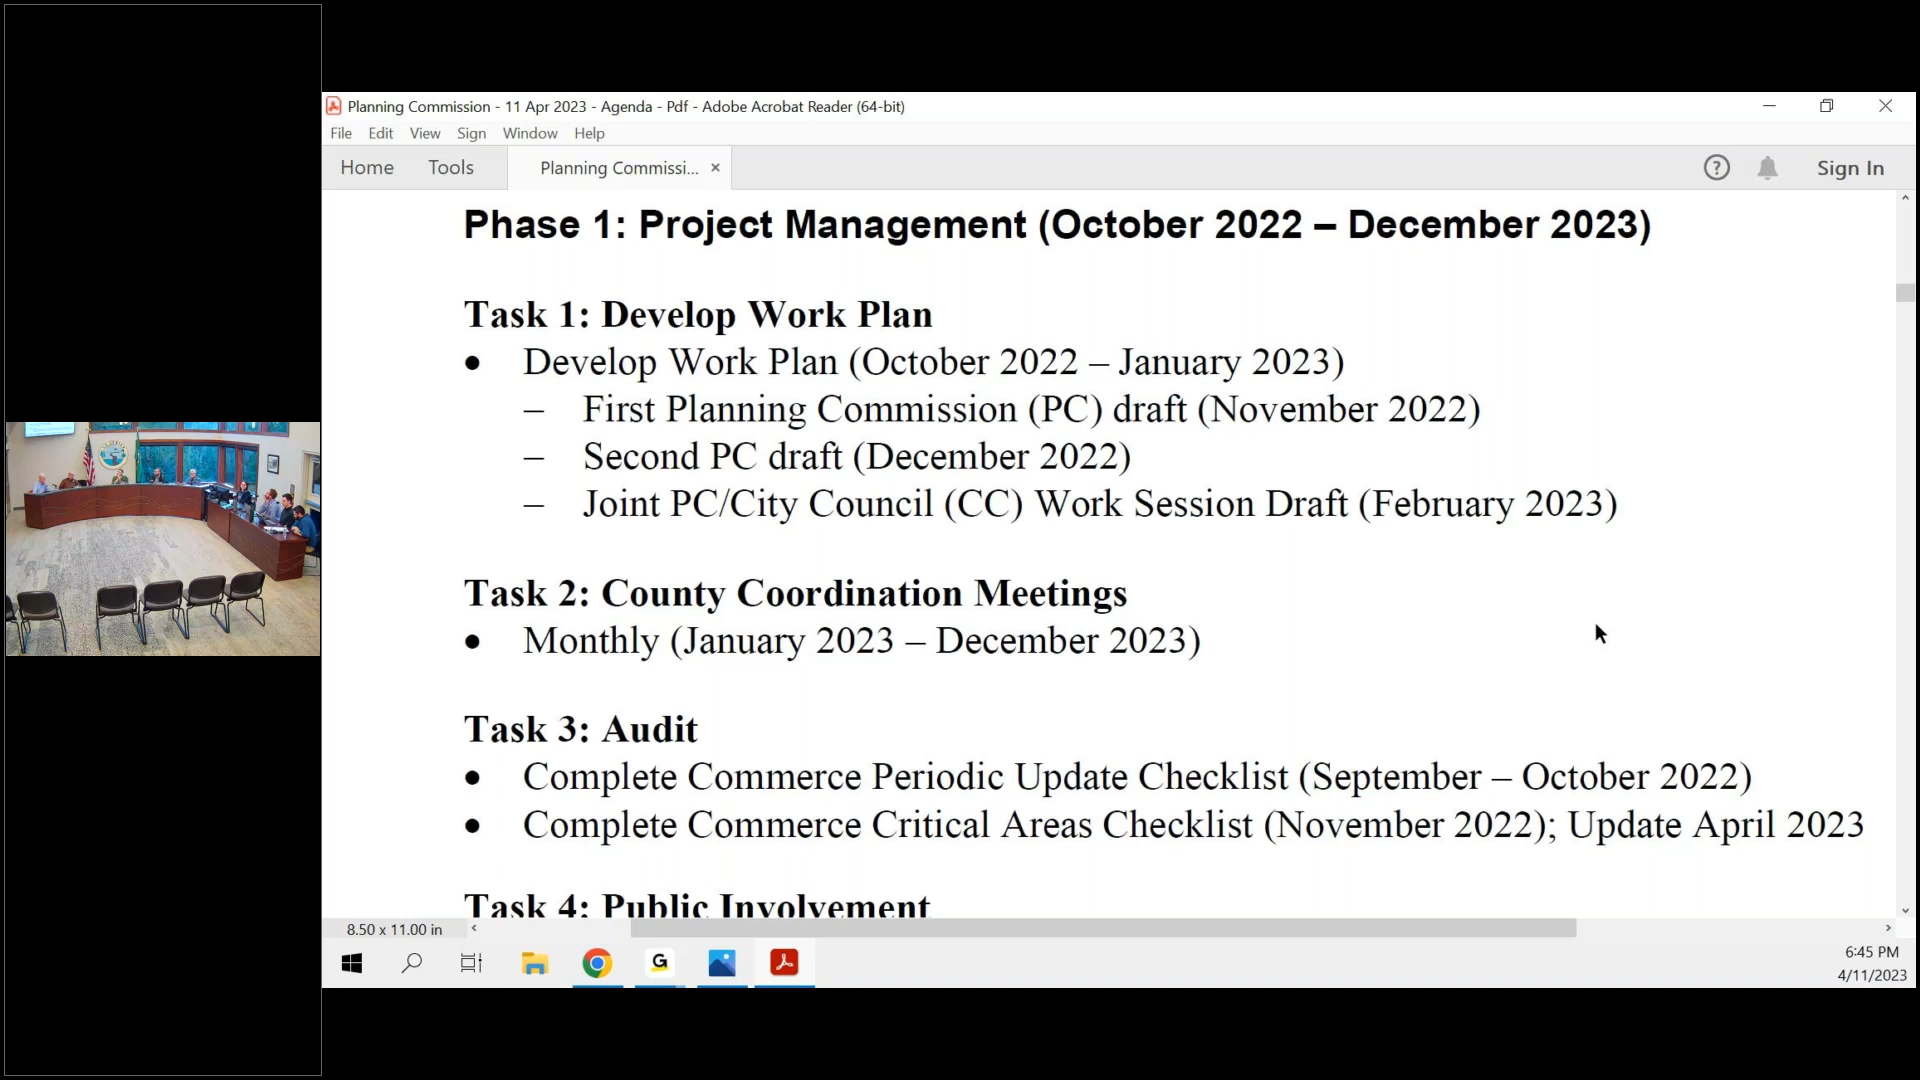 Planning Commission - 11 Apr 2023 - Agenda - Pdf - Adobe Acrobat Reader (64-bit)
File Edit View Sign Window Help
Home Tools Planning Commissi... × Sign In
Phase 1: Project Management (October 2022 – December 2023)
Task 1: Develop Work Plan
• Develop Work Plan (October 2022 – January 2023)
– First Planning Commission (PC) draft (November 2022)
– Second PC draft (December 2022)
– Joint PC/City Council (CC) Work Session Draft (February 2023)
Task 2: County Coordination Meetings
• Monthly (January 2023 – December 2023)
Task 3: Audit
• Complete Commerce Periodic Update Checklist (September – October 2022)
• Complete Commerce Critical Areas Checklist (November 2022); Update April 2023
Task 4: Public Involvement
8.50 x 11.00 in
G
6:45 PM
4/11/2023